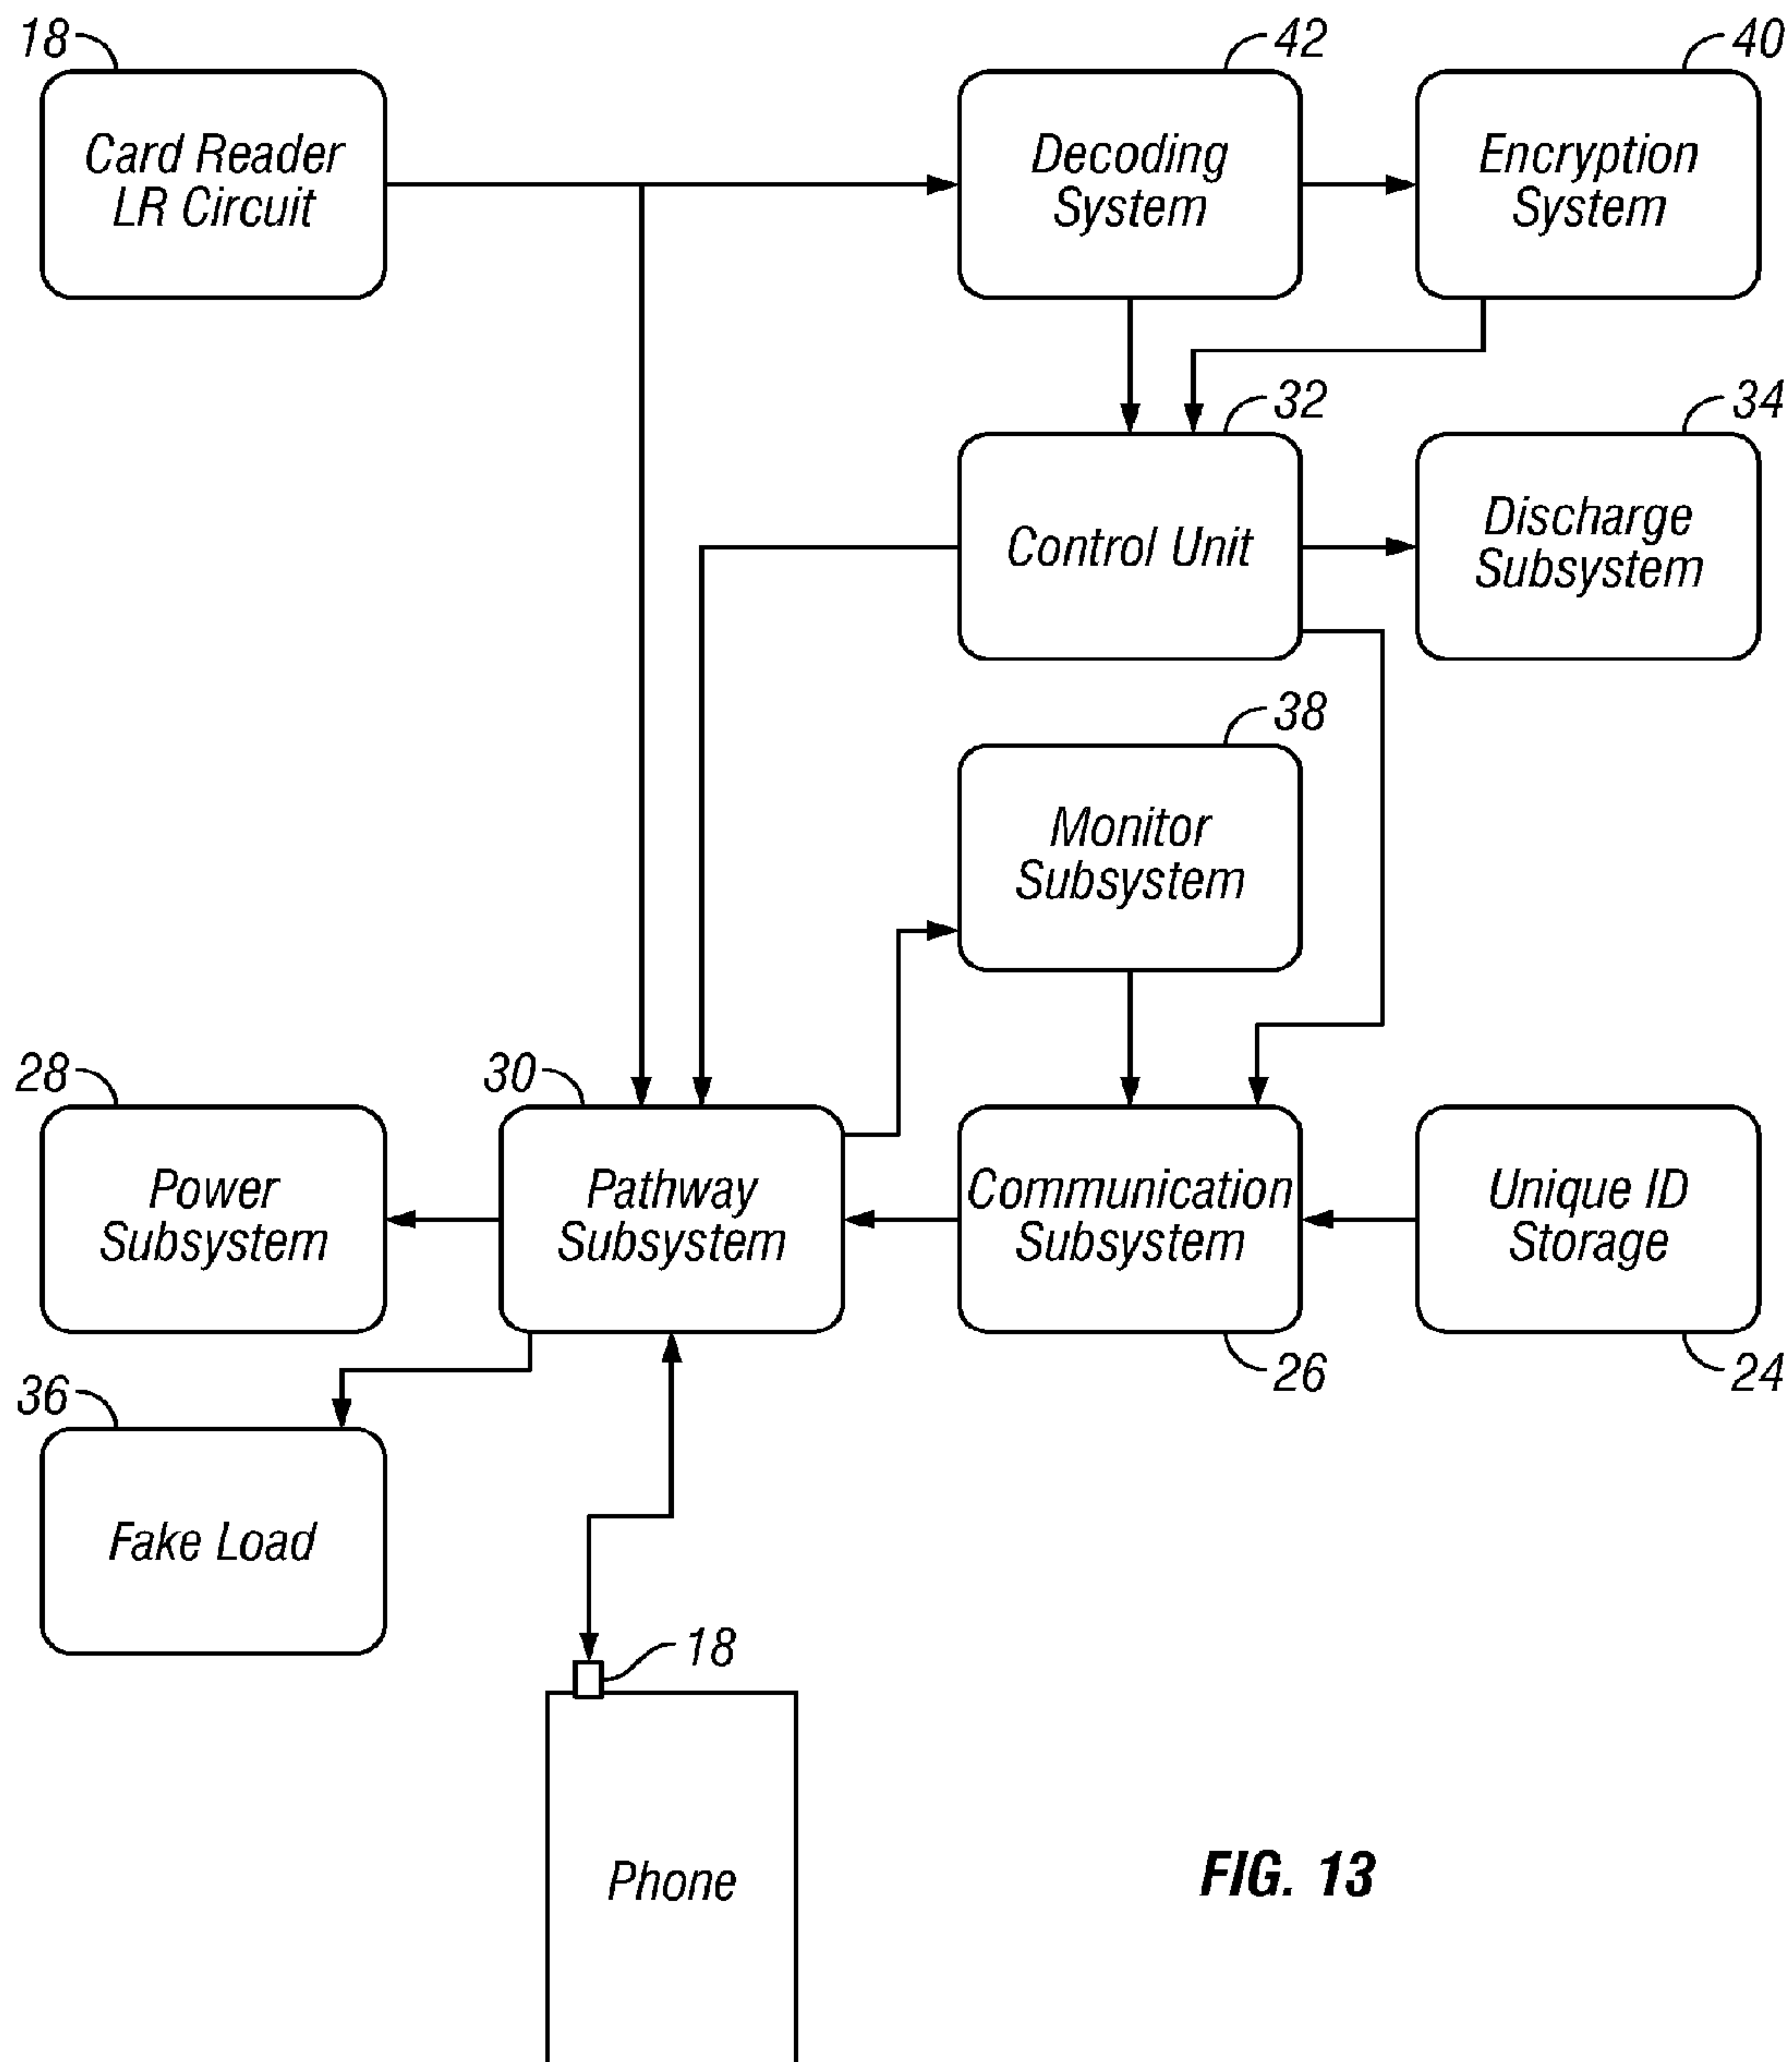 18
42
40
Card Reader
LR Circuit
Decoding
System
Encryption
System
32
34
Control Unit
Discharge
Subsystem
38
Monitor
Subsystem
28
30
Power
Subsystem
Pathway
Subsystem
Communication
Subsystem
Unique ID
Storage
26
24
36
Fake Load
18
Phone
FIG. 13